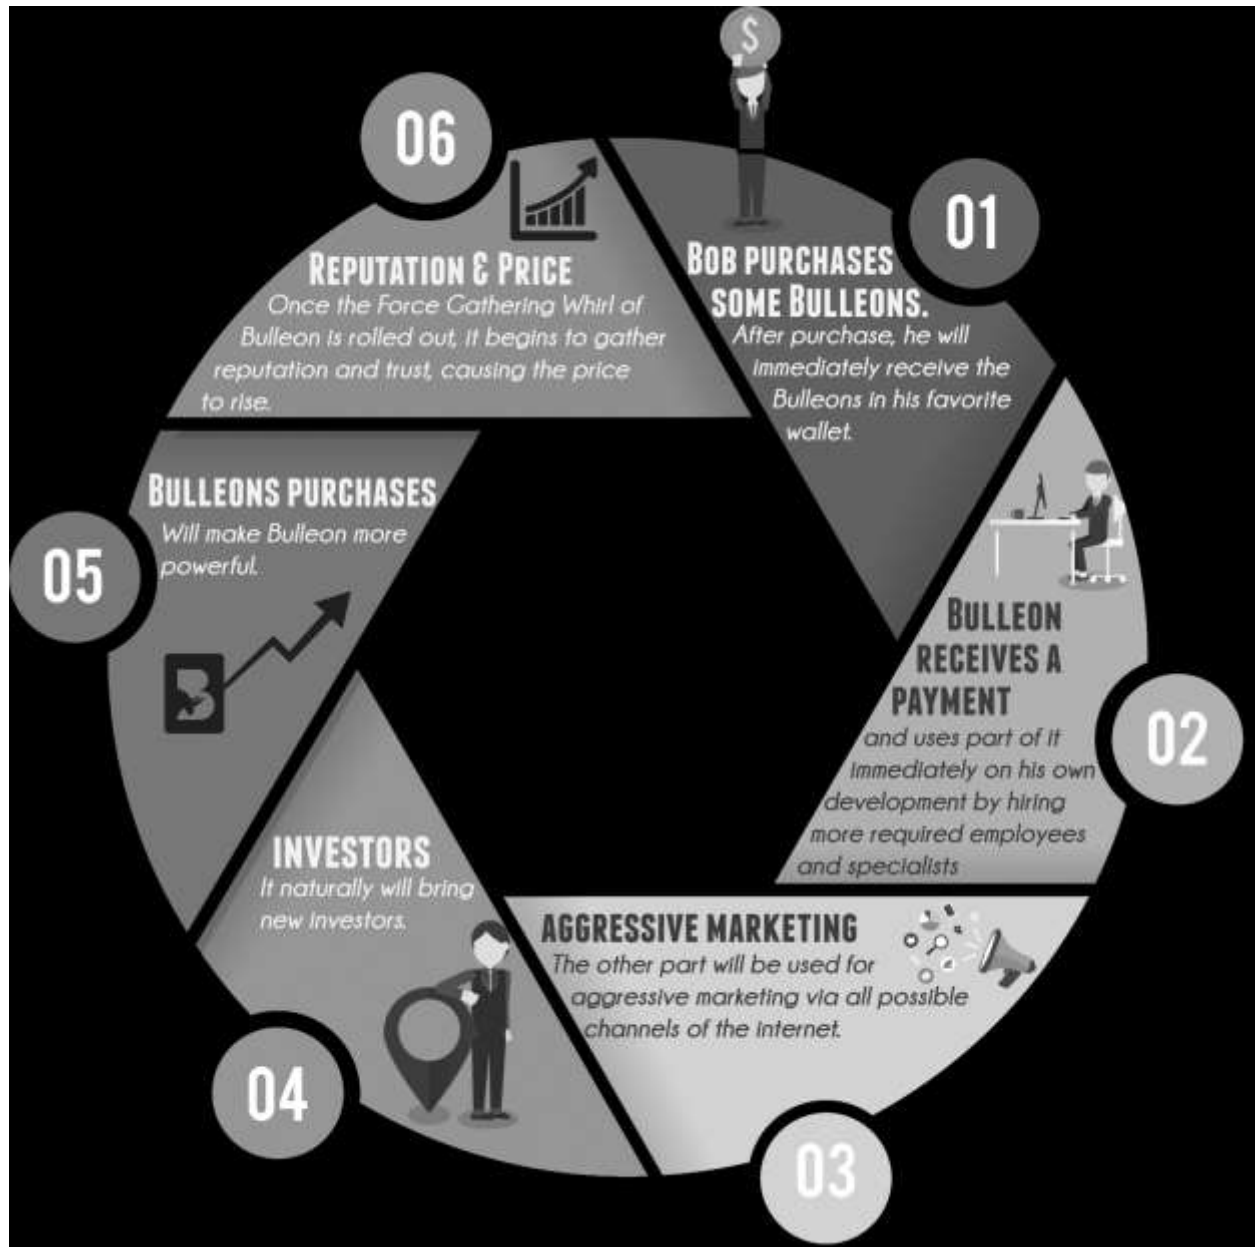 01
BOB PURCHASES
SOME BULLEONS.
After purchase, he will
immediately receive the
Bulleons in his favorite
wallet.
02
BULLEON
RECEIVES A
PAYMENT
and uses part of it
immediately on his own
development by hiring
more required employees
and specialists
03
AGGRESSIVE MARKETING
The other part will be used for
aggressive marketing via all possible
channels of the internet.
04
INVESTORS
It naturally will bring
new investors.
05
BULLEONS PURCHASES
Will make Bulleon more
powerful.
B
06
REPUTATION & PRICE
Once the Force Gathering Whirl of
Bulleon is rolled out, it begins to gather
reputation and trust, causing the price
to rise.
$